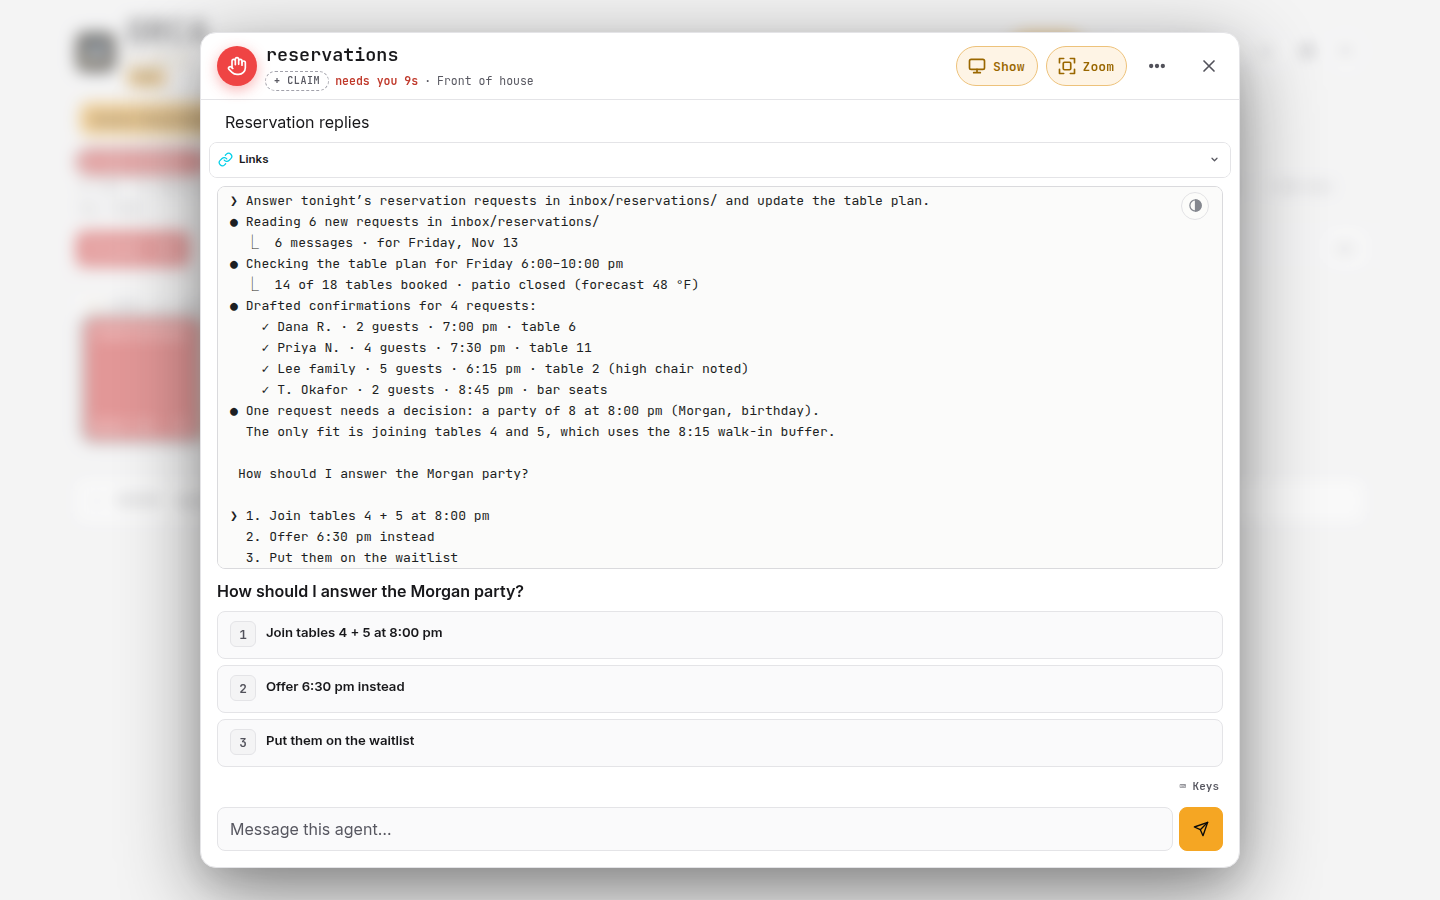 reservations
+ CLAIM needs you 9s · Front of house
Show
Zoom
Reservation replies
Links
❯ Answer tonight’s reservation requests in inbox/reservations/ and update the table plan.
● Reading 6 new requests in inbox/reservations/
⎿ 6 messages · for Friday, Nov 13
● Checking the table plan for Friday 6:00–10:00 pm
⎿ 14 of 18 tables booked · patio closed (forecast 48 °F)
● Drafted confirmations for 4 requests:
✓ Dana R. · 2 guests · 7:00 pm · table 6
✓ Priya N. · 4 guests · 7:30 pm · table 11
✓ Lee family · 5 guests · 6:15 pm · table 2 (high chair noted)
✓ T. Okafor · 2 guests · 8:45 pm · bar seats
● One request needs a decision: a party of 8 at 8:00 pm (Morgan, birthday).
The only fit is joining tables 4 and 5, which uses the 8:15 walk-in buffer.
How should I answer the Morgan party?
❯ 1. Join tables 4 + 5 at 8:00 pm
2. Offer 6:30 pm instead
3. Put them on the waitlist
How should I answer the Morgan party?
1 Join tables 4 + 5 at 8:00 pm
2 Offer 6:30 pm instead
3 Put them on the waitlist
⌨ Keys
Message this agent...